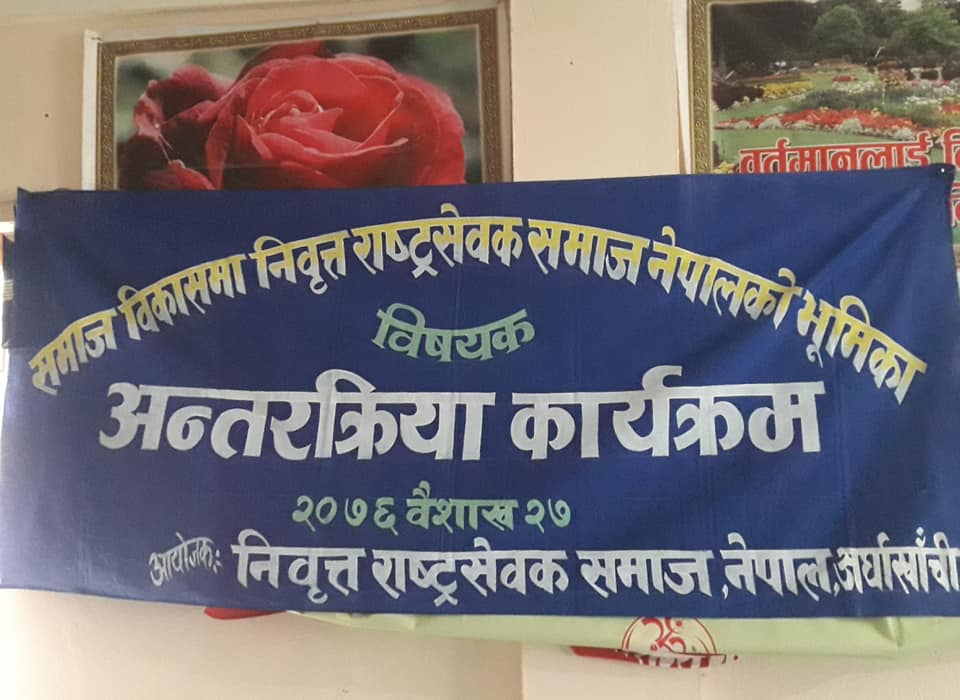 वर्तमानलाई
समाज विकासमा निवृत्त राष्ट्रसेवक समाज नेपालको भूमिका
विषयक
अन्तरक्रिया कार्यक्रम
२०७६ वैशाख २७
आयोजक: निवृत्त राष्ट्रसेवक समाज ,नेपाल,अर्घाखाँची